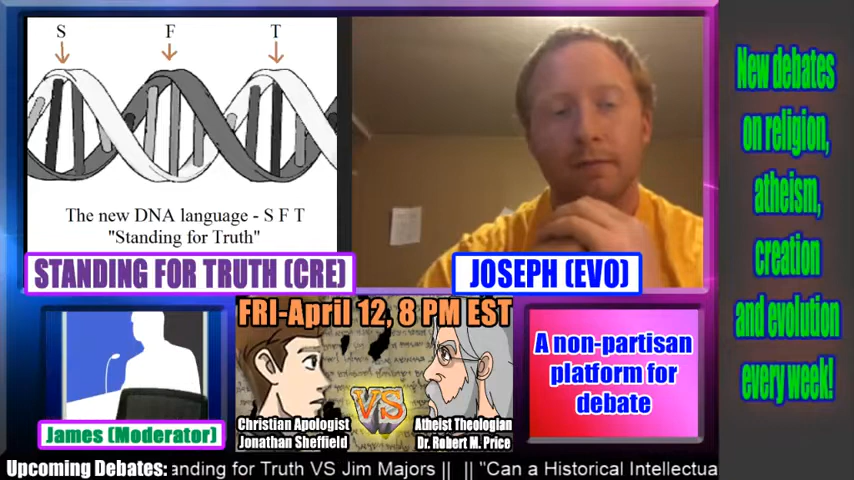 S F T
The new DNA language - S F T
"Standing for Truth"
STANDING FOR TRUTH (CRE)
JOSEPH (EVO)
New debates
on religion,
atheism,
creation
and evolution
every week!
FRI-April 12, 8 PM EST
VS
Christian Apologist
Jonathan Sheffield
Atheist Theologian
Dr. Robert M. Price
A non-partisan
platform for
debate
James (Moderator)
Upcoming Debates: anding for Truth VS Jim Majors || || "Can a Historical Intellectua